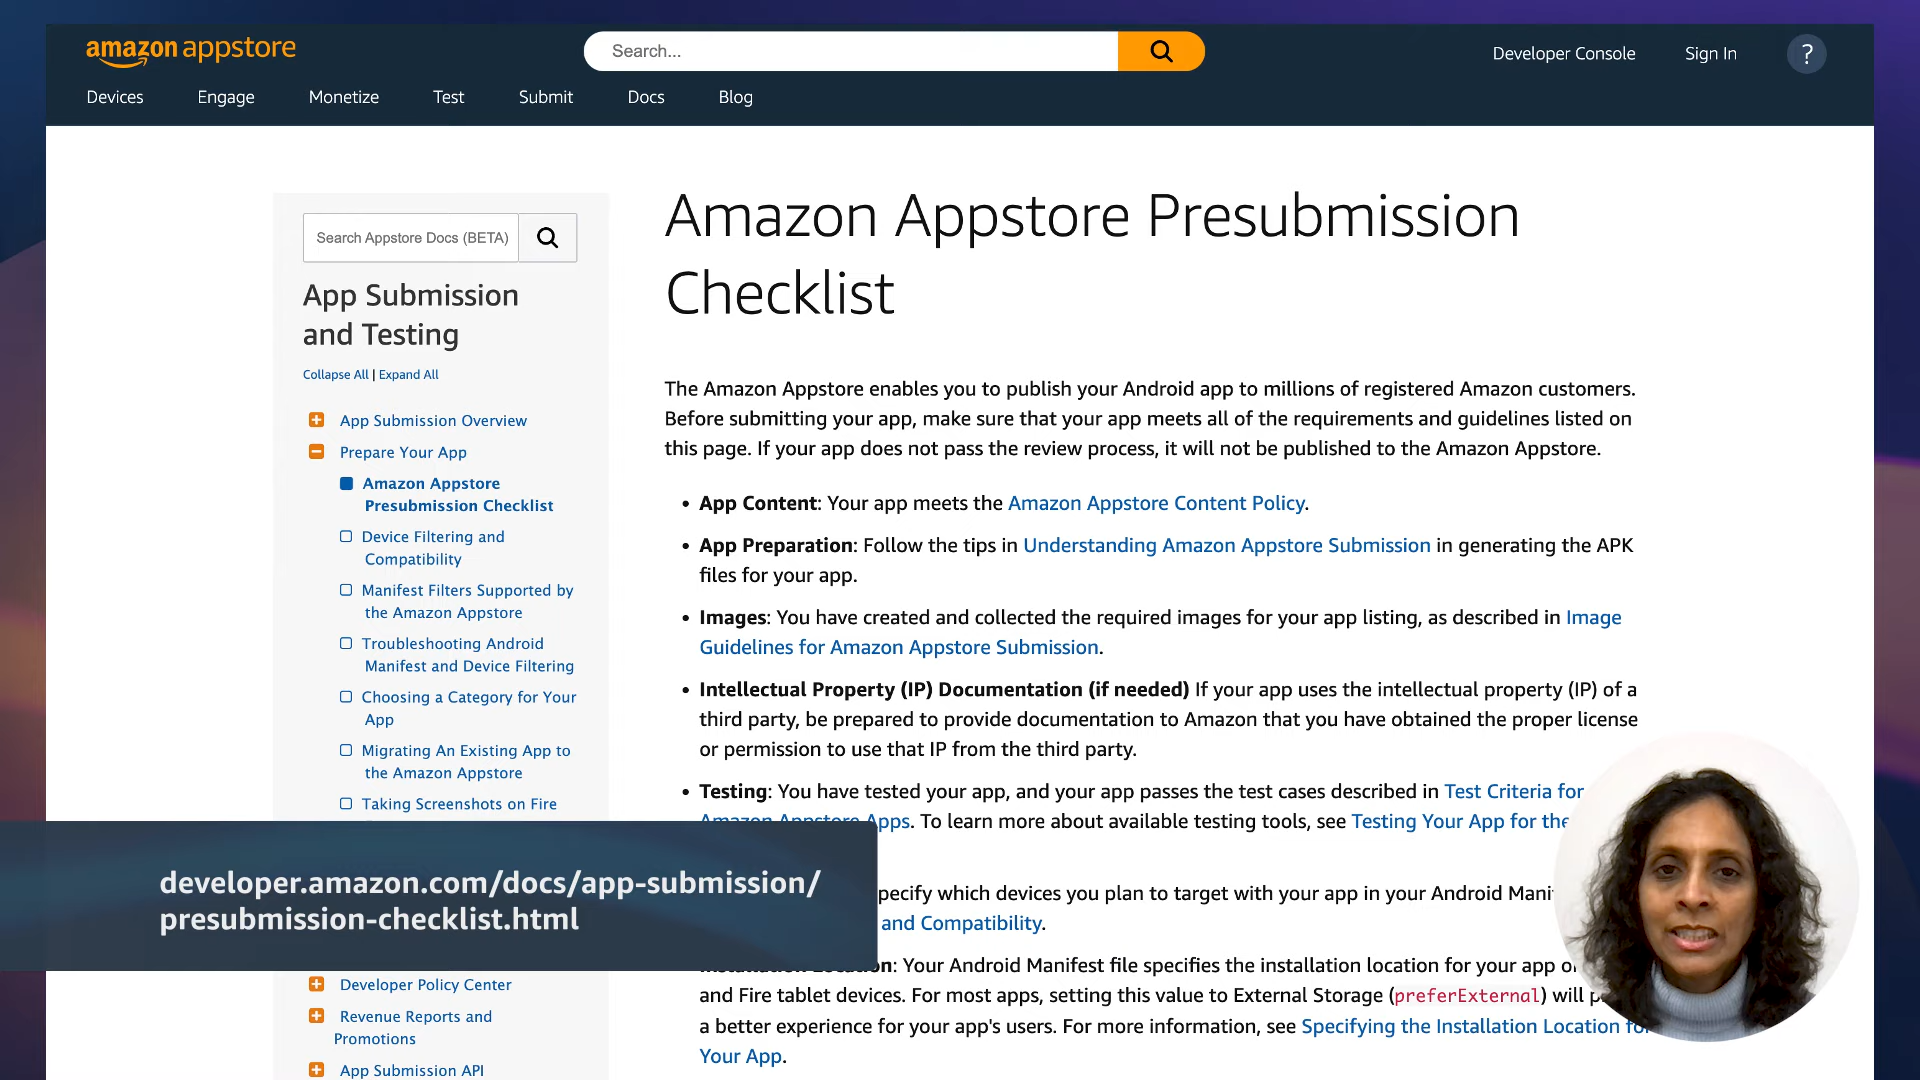 amazon appstore
Search...
Developer Console
Sign In
?
Devices
Engage
Monetize
Test
Submit
Docs
Blog
Search Appstore Docs (BETA)
App Submission
and Testing
Collapse All | Expand All
App Submission Overview
Prepare Your App
Amazon Appstore
Presubmission Checklist
Device Filtering and
Compatibility
Manifest Filters Supported by
the Amazon Appstore
Troubleshooting Android
Manifest and Device Filtering
Choosing a Category for Your
App
Migrating An Existing App to
the Amazon Appstore
Taking Screenshots on Fire
developer.amazon.com/docs/app-submission/
presubmission-checklist.html
Developer Policy Center
Revenue Reports and
Promotions
App Submission API
Amazon Appstore Presubmission
Checklist
The Amazon Appstore enables you to publish your Android app to millions of registered Amazon customers.
Before submitting your app, make sure that your app meets all of the requirements and guidelines listed on
this page. If your app does not pass the review process, it will not be published to the Amazon Appstore.
• App Content: Your app meets the Amazon Appstore Content Policy.
• App Preparation: Follow the tips in Understanding Amazon Appstore Submission in generating the APK
files for your app.
• Images: You have created and collected the required images for your app listing, as described in Image
Guidelines for Amazon Appstore Submission.
• Intellectual Property (IP) Documentation (if needed) If your app uses the intellectual property (IP) of a
third party, be prepared to provide documentation to Amazon that you have obtained the proper license
or permission to use that IP from the third party.
• Testing: You have tested your app, and your app passes the test cases described in Test Criteria for
Amazon Appstore Apps. To learn more about available testing tools, see Testing Your App for the
which devices you plan to target with your app in your Android
and Compatibility.
Installation Location: Your Android Manifest file specifies the installation location for your app
and Fire tablet devices. For most apps, setting this value to External Storage (preferExternal) will
a better experience for your app's users. For more information, see Specifying the Installation Location for
Your App.